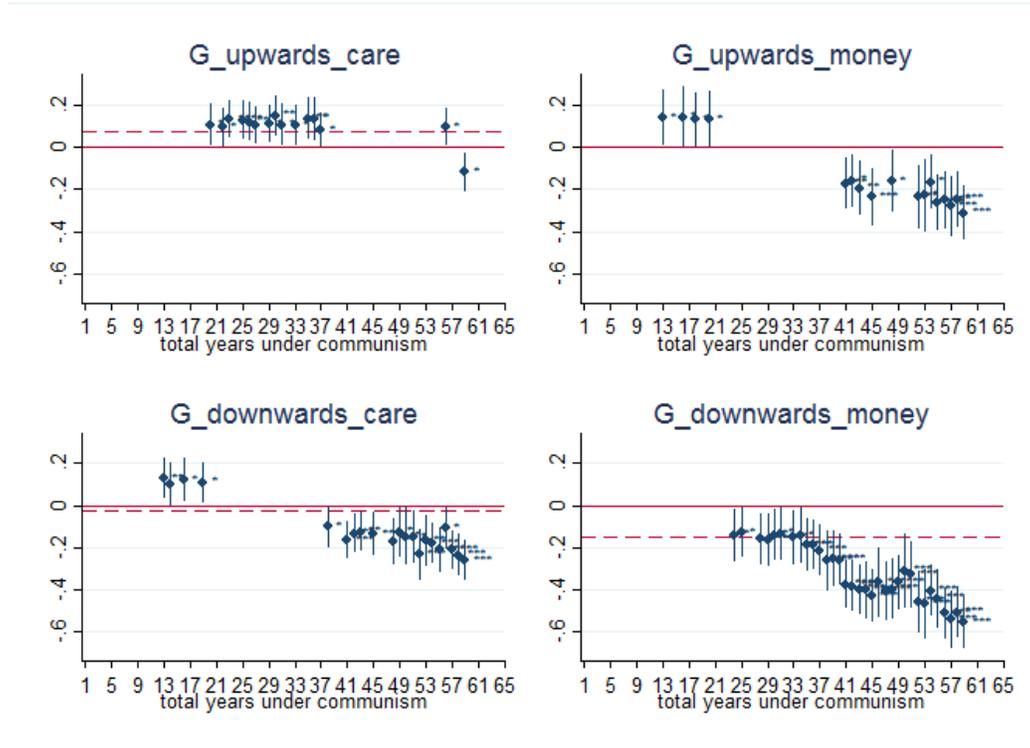 G_upwards_care
.2
0
-.2
-.4
-.6
1 5 9 13 17 21 25 29 33 37 41 45 49 53 57 61 65
total years under communism
G_upwards_money
.2
0
-.2
-.4
-.6
1 5 9 13 17 21 25 29 33 37 41 45 49 53 57 61 65
total years under communism
G_downwards_care
.2
0
-.2
-.4
-.6
1 5 9 13 17 21 25 29 33 37 41 45 49 53 57 61 65
total years under communism
G_downwards_money
.2
0
-.2
-.4
-.6
1 5 9 13 17 21 25 29 33 37 41 45 49 53 57 61 65
total years under communism